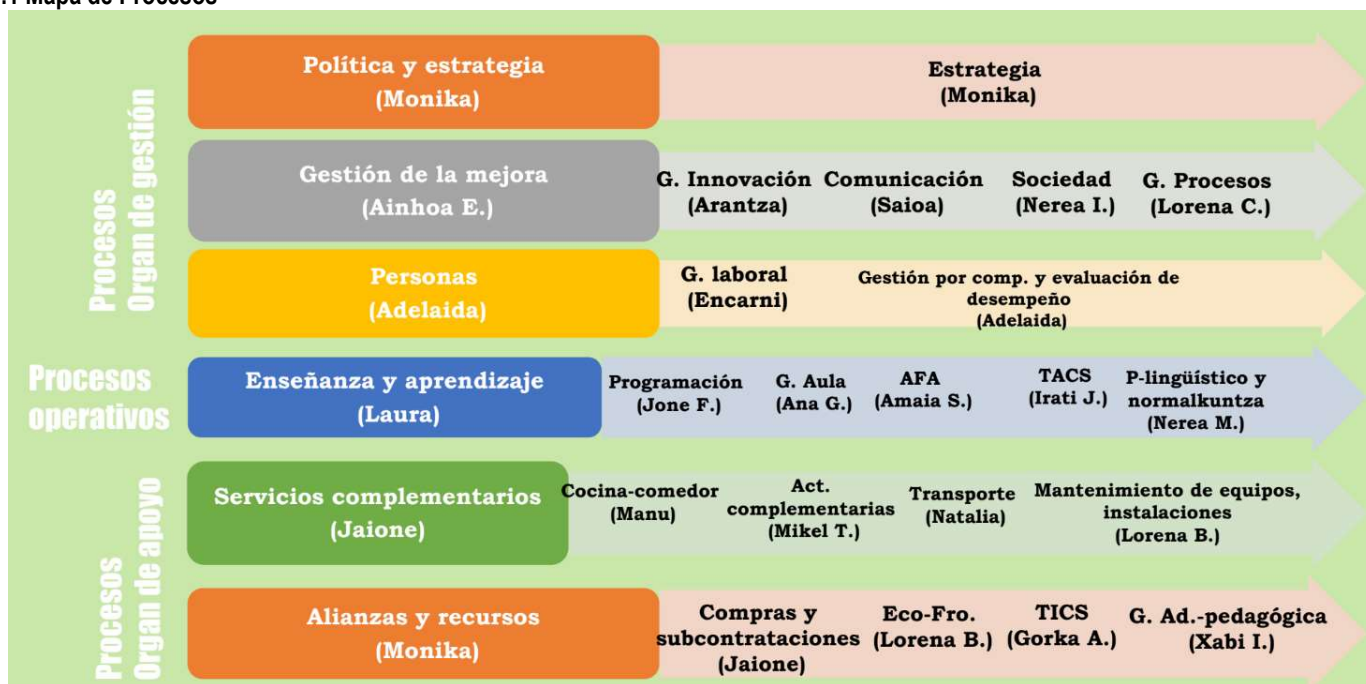 Procesos
Organ de gestión
Política y estrategia
(Monika)
Estrategia
(Monika)
Gestión de la mejora
(Ainhoa E.)
G. Innovación
(Arantza)
Comunicación
(Saioa)
Sociedad
(Nerea I.)
G. Procesos
(Lorena C.)
Personas
(Adelaida)
G. laboral
(Encarni)
Gestión por comp. y evaluación de
desempeño
(Adelaida)
Procesos
operativos
Enseñanza y aprendizaje
(Laura)
Programación
(Jone F.)
G. Aula
(Ana G.)
AFA
(Amaia S.)
TACS
(Irati J.)
P-lingüístico y
normalkuntza
(Nerea M.)
Procesos
Organ de apoyo
Servicios complementarios
(Jaione)
Cocina-comedor
(Manu)
Act.
complementarias
(Mikel T.)
Transporte
(Natalia)
Mantenimiento de equipos,
instalaciones
(Lorena B.)
Alianzas y recursos
(Monika)
Compras y
subcontrataciones
(Jaione)
Eco-Fro.
(Lorena B.)
TICS
(Gorka A.)
G. Ad.-pedagógica
(Xabi I.)